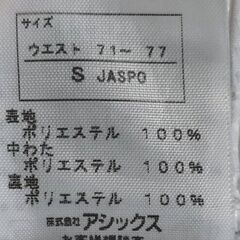 サイズ
ウエスト 71〜 77
S JASPO
表地
ポリエステル 100%
中わた
ポリエステル 100%
裏地
ポリエステル 100%
株式会社 アシックス